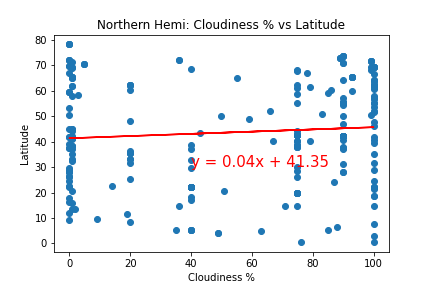 Northern Hemi: Cloudiness % vs Latitude
80
70
60
50
40
30
20
10
0
Latitude
y = 0.04x + 41.35
0 20 40 60 80 100
Cloudiness %